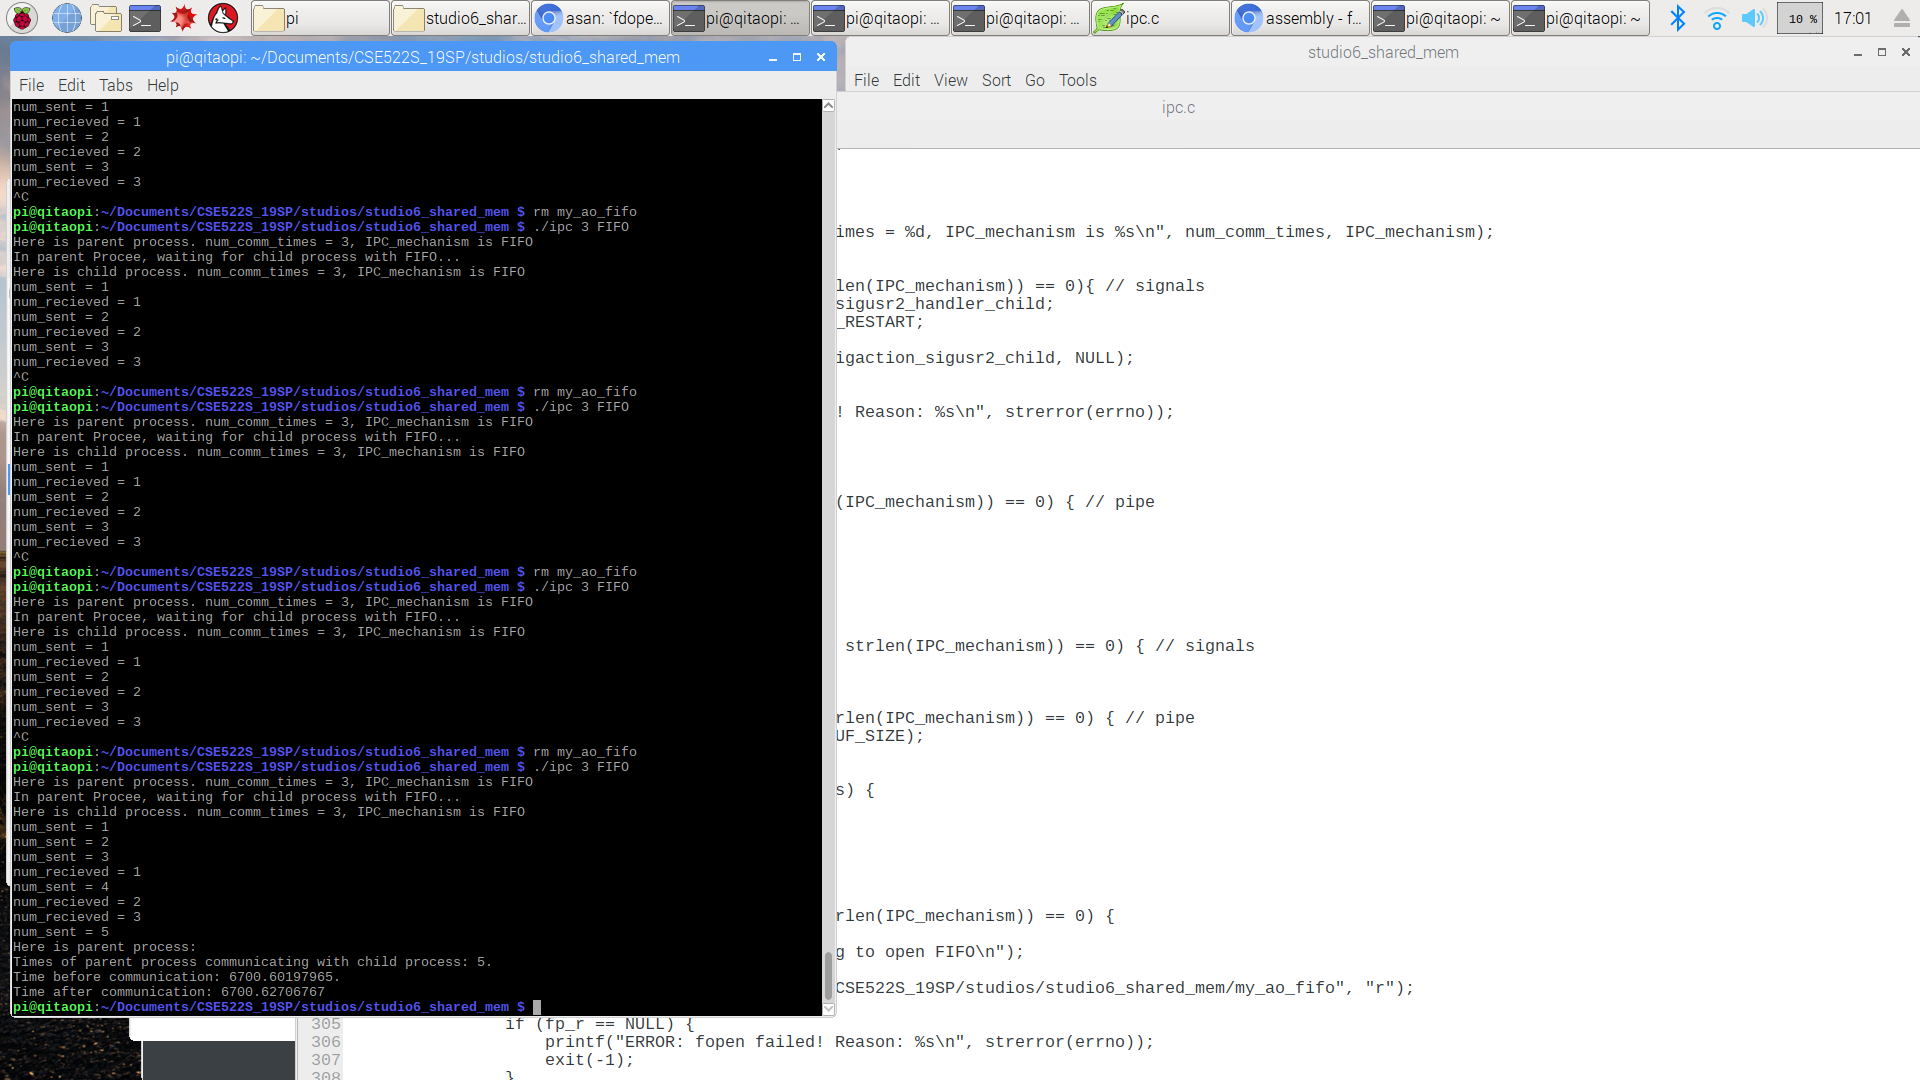 pi
studio6_shar...
asan: `fdope...
pi@qitaopi: ...
pi@qitaopi: ...
pi@qitaopi: ...
ipc.c
assembly - f...
pi@qitaopi: ~
pi@qitaopi: ~
10 %
17:01
pi@qitaopi: ~/Documents/CSE522S_19SP/studios/studio6_shared_mem
File Edit Tabs Help
num_sent = 1
num_recieved = 1
num_sent = 2
num_recieved = 2
num_sent = 3
num_recieved = 3
^C
pi@qitaopi:~/Documents/CSE522S_19SP/studios/studio6_shared_mem $ rm my_ao_fifo
pi@qitaopi:~/Documents/CSE522S_19SP/studios/studio6_shared_mem $ ./ipc 3 FIFO
Here is parent process. num_comm_times = 3, IPC_mechanism is FIFO
In parent Procee, waiting for child process with FIFO...
Here is child process. num_comm_times = 3, IPC_mechanism is FIFO
num_sent = 1
num_recieved = 1
num_sent = 2
num_recieved = 2
num_sent = 3
num_recieved = 3
^C
pi@qitaopi:~/Documents/CSE522S_19SP/studios/studio6_shared_mem $ rm my_ao_fifo
pi@qitaopi:~/Documents/CSE522S_19SP/studios/studio6_shared_mem $ ./ipc 3 FIFO
Here is parent process. num_comm_times = 3, IPC_mechanism is FIFO
In parent Procee, waiting for child process with FIFO...
Here is child process. num_comm_times = 3, IPC_mechanism is FIFO
num_sent = 1
num_recieved = 1
num_sent = 2
num_recieved = 2
num_sent = 3
num_recieved = 3
^C
pi@qitaopi:~/Documents/CSE522S_19SP/studios/studio6_shared_mem $ rm my_ao_fifo
pi@qitaopi:~/Documents/CSE522S_19SP/studios/studio6_shared_mem $ ./ipc 3 FIFO
Here is parent process. num_comm_times = 3, IPC_mechanism is FIFO
In parent Procee, waiting for child process with FIFO...
Here is child process. num_comm_times = 3, IPC_mechanism is FIFO
num_sent = 1
num_recieved = 1
num_sent = 2
num_recieved = 2
num_sent = 3
num_recieved = 3
^C
pi@qitaopi:~/Documents/CSE522S_19SP/studios/studio6_shared_mem $ rm my_ao_fifo
pi@qitaopi:~/Documents/CSE522S_19SP/studios/studio6_shared_mem $ ./ipc 3 FIFO
Here is parent process. num_comm_times = 3, IPC_mechanism is FIFO
In parent Procee, waiting for child process with FIFO...
Here is child process. num_comm_times = 3, IPC_mechanism is FIFO
num_sent = 1
num_sent = 2
num_sent = 3
num_recieved = 1
num_sent = 4
num_recieved = 2
num_recieved = 3
num_sent = 5
Here is parent process:
Times of parent process communicating with child process: 5.
Time before communication: 6700.60197965.
Time after communication: 6700.62706767
pi@qitaopi:~/Documents/CSE522S_19SP/studios/studio6_shared_mem $
studio6_shared_mem
File Edit View Sort Go Tools
ipc.c
imes = %d, IPC_mechanism is %s\n", num_comm_times, IPC_mechanism);
len(IPC_mechanism)) == 0){ // signals
sigusr2_handler_child;
_RESTART;
igaction_sigusr2_child, NULL);
! Reason: %s\n", strerror(errno));
(IPC_mechanism)) == 0) { // pipe
strlen(IPC_mechanism)) == 0) { // signals
rlen(IPC_mechanism)) == 0) { // pipe
UF_SIZE);
s) {
rlen(IPC_mechanism)) == 0) {
g to open FIFO\n");
CSE522S_19SP/studios/studio6_shared_mem/my_ao_fifo", "r");
305 if (fp_r == NULL) {
306 printf("ERROR: fopen failed! Reason: %s\n", strerror(errno));
307 exit(-1);
308 }